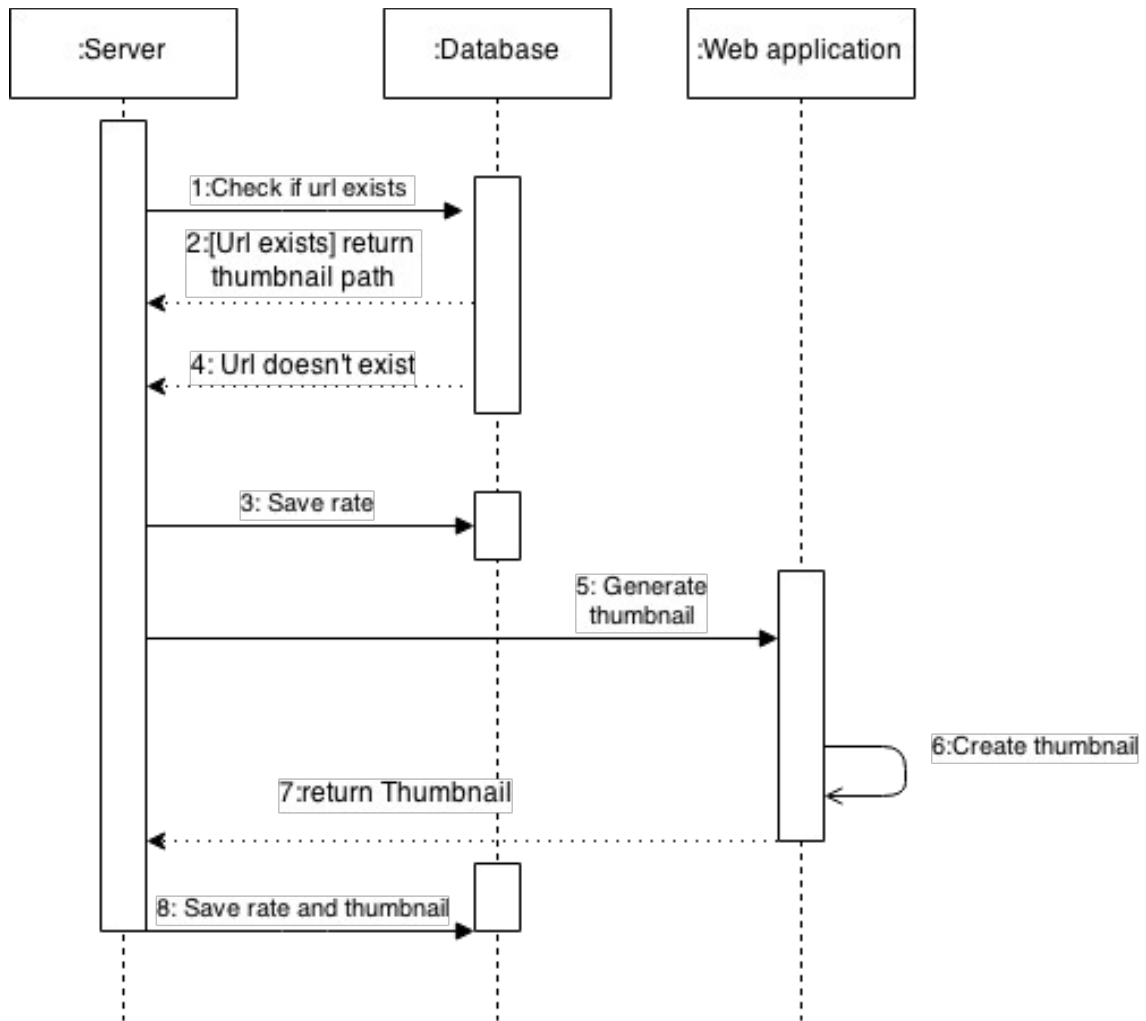 :Server
:Database
:Web application
1:Check if url exists
2:[Url exists] return
thumbnail path
4: Url doesn't exist
3: Save rate
5: Generate
thumbnail
6:Create thumbnail
7:return Thumbnail
8: Save rate and thumbnail